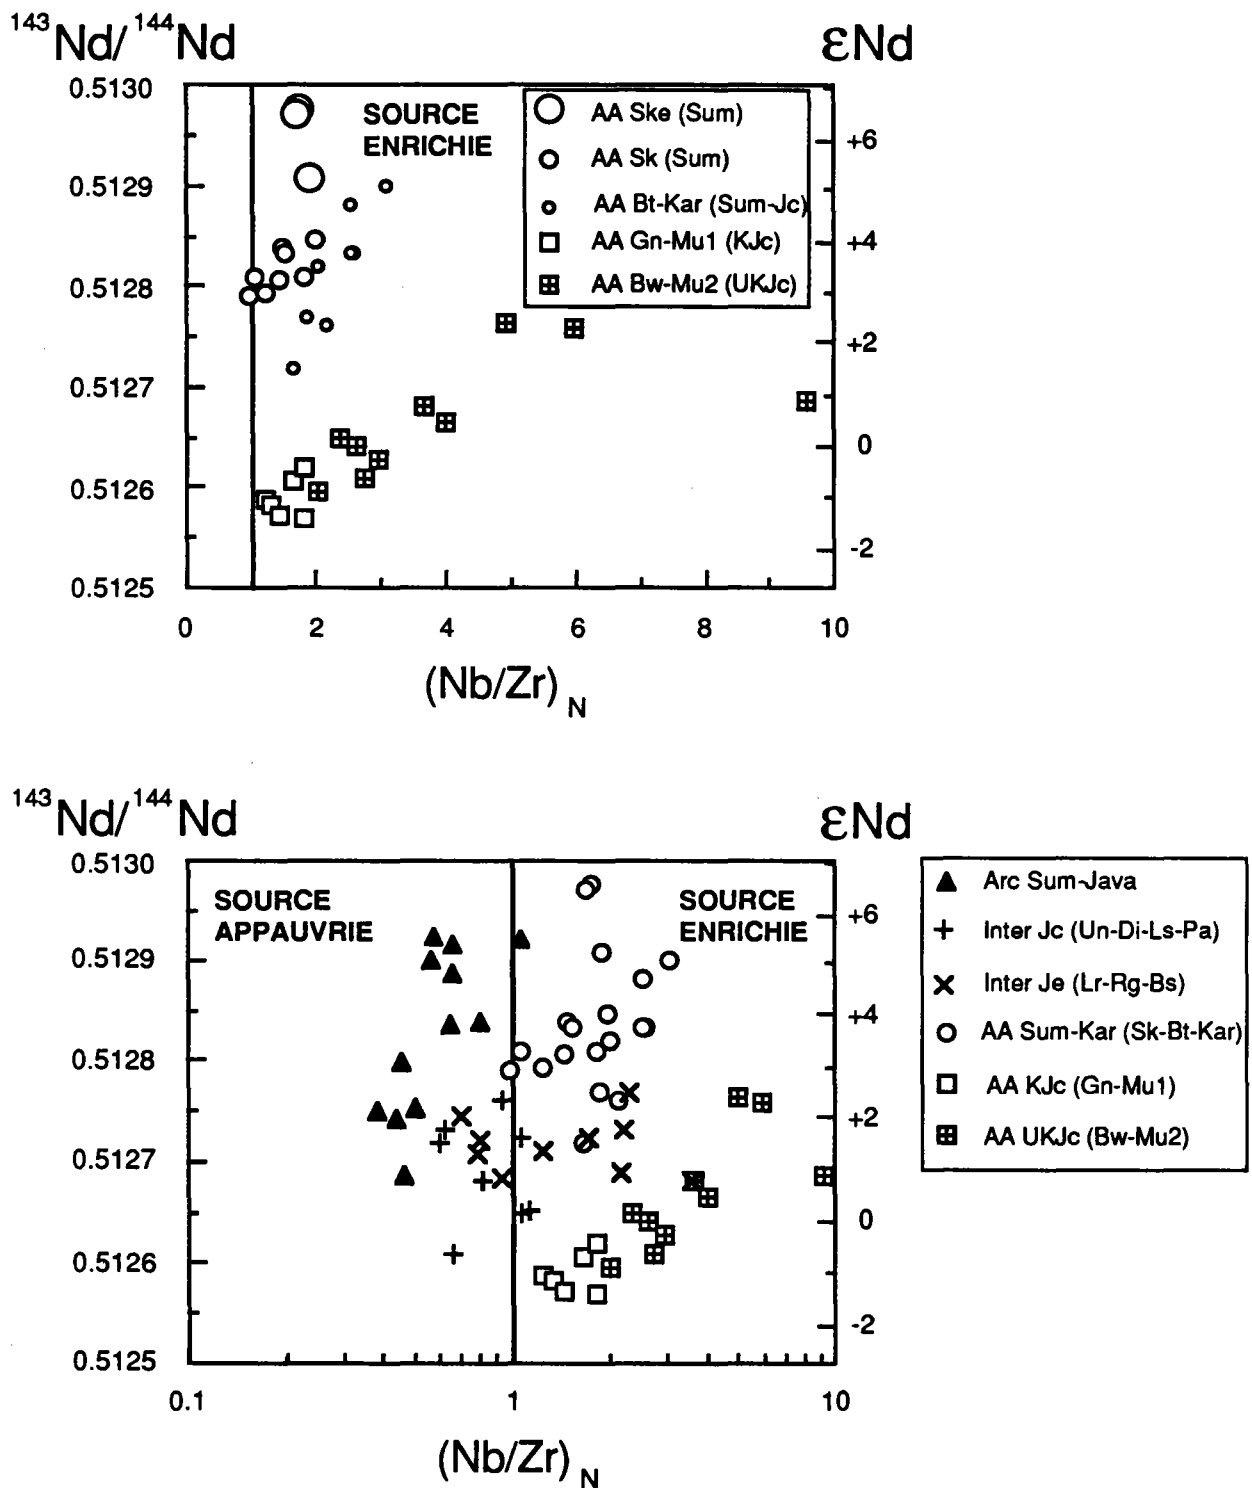 143Nd/144Nd
εNd
0.5130
0.5129
0.5128
0.5127
0.5126
0.5125
SOURCE
ENRICHIE
AA Ske (Sum)
AA Sk (Sum)
AA Bt-Kar (Sum-Jc)
AA Gn-Mu1 (KJc)
AA Bw-Mu2 (UKJc)
+6
+4
+2
0
-2
0 2 4 6 8 10
(Nb/Zr)N
143Nd/144Nd
εNd
0.5130
0.5129
0.5128
0.5127
0.5126
0.5125
SOURCE
APPAUVRIE
SOURCE
ENRICHIE
+6
+4
+2
0
-2
Arc Sum-Java
Inter Jc (Un-Di-Ls-Pa)
Inter Je (Lr-Rg-Bs)
AA Sum-Kar (Sk-Bt-Kar)
AA KJc (Gn-Mu1)
AA UKJc (Bw-Mu2)
0.1 1 10
(Nb/Zr)N